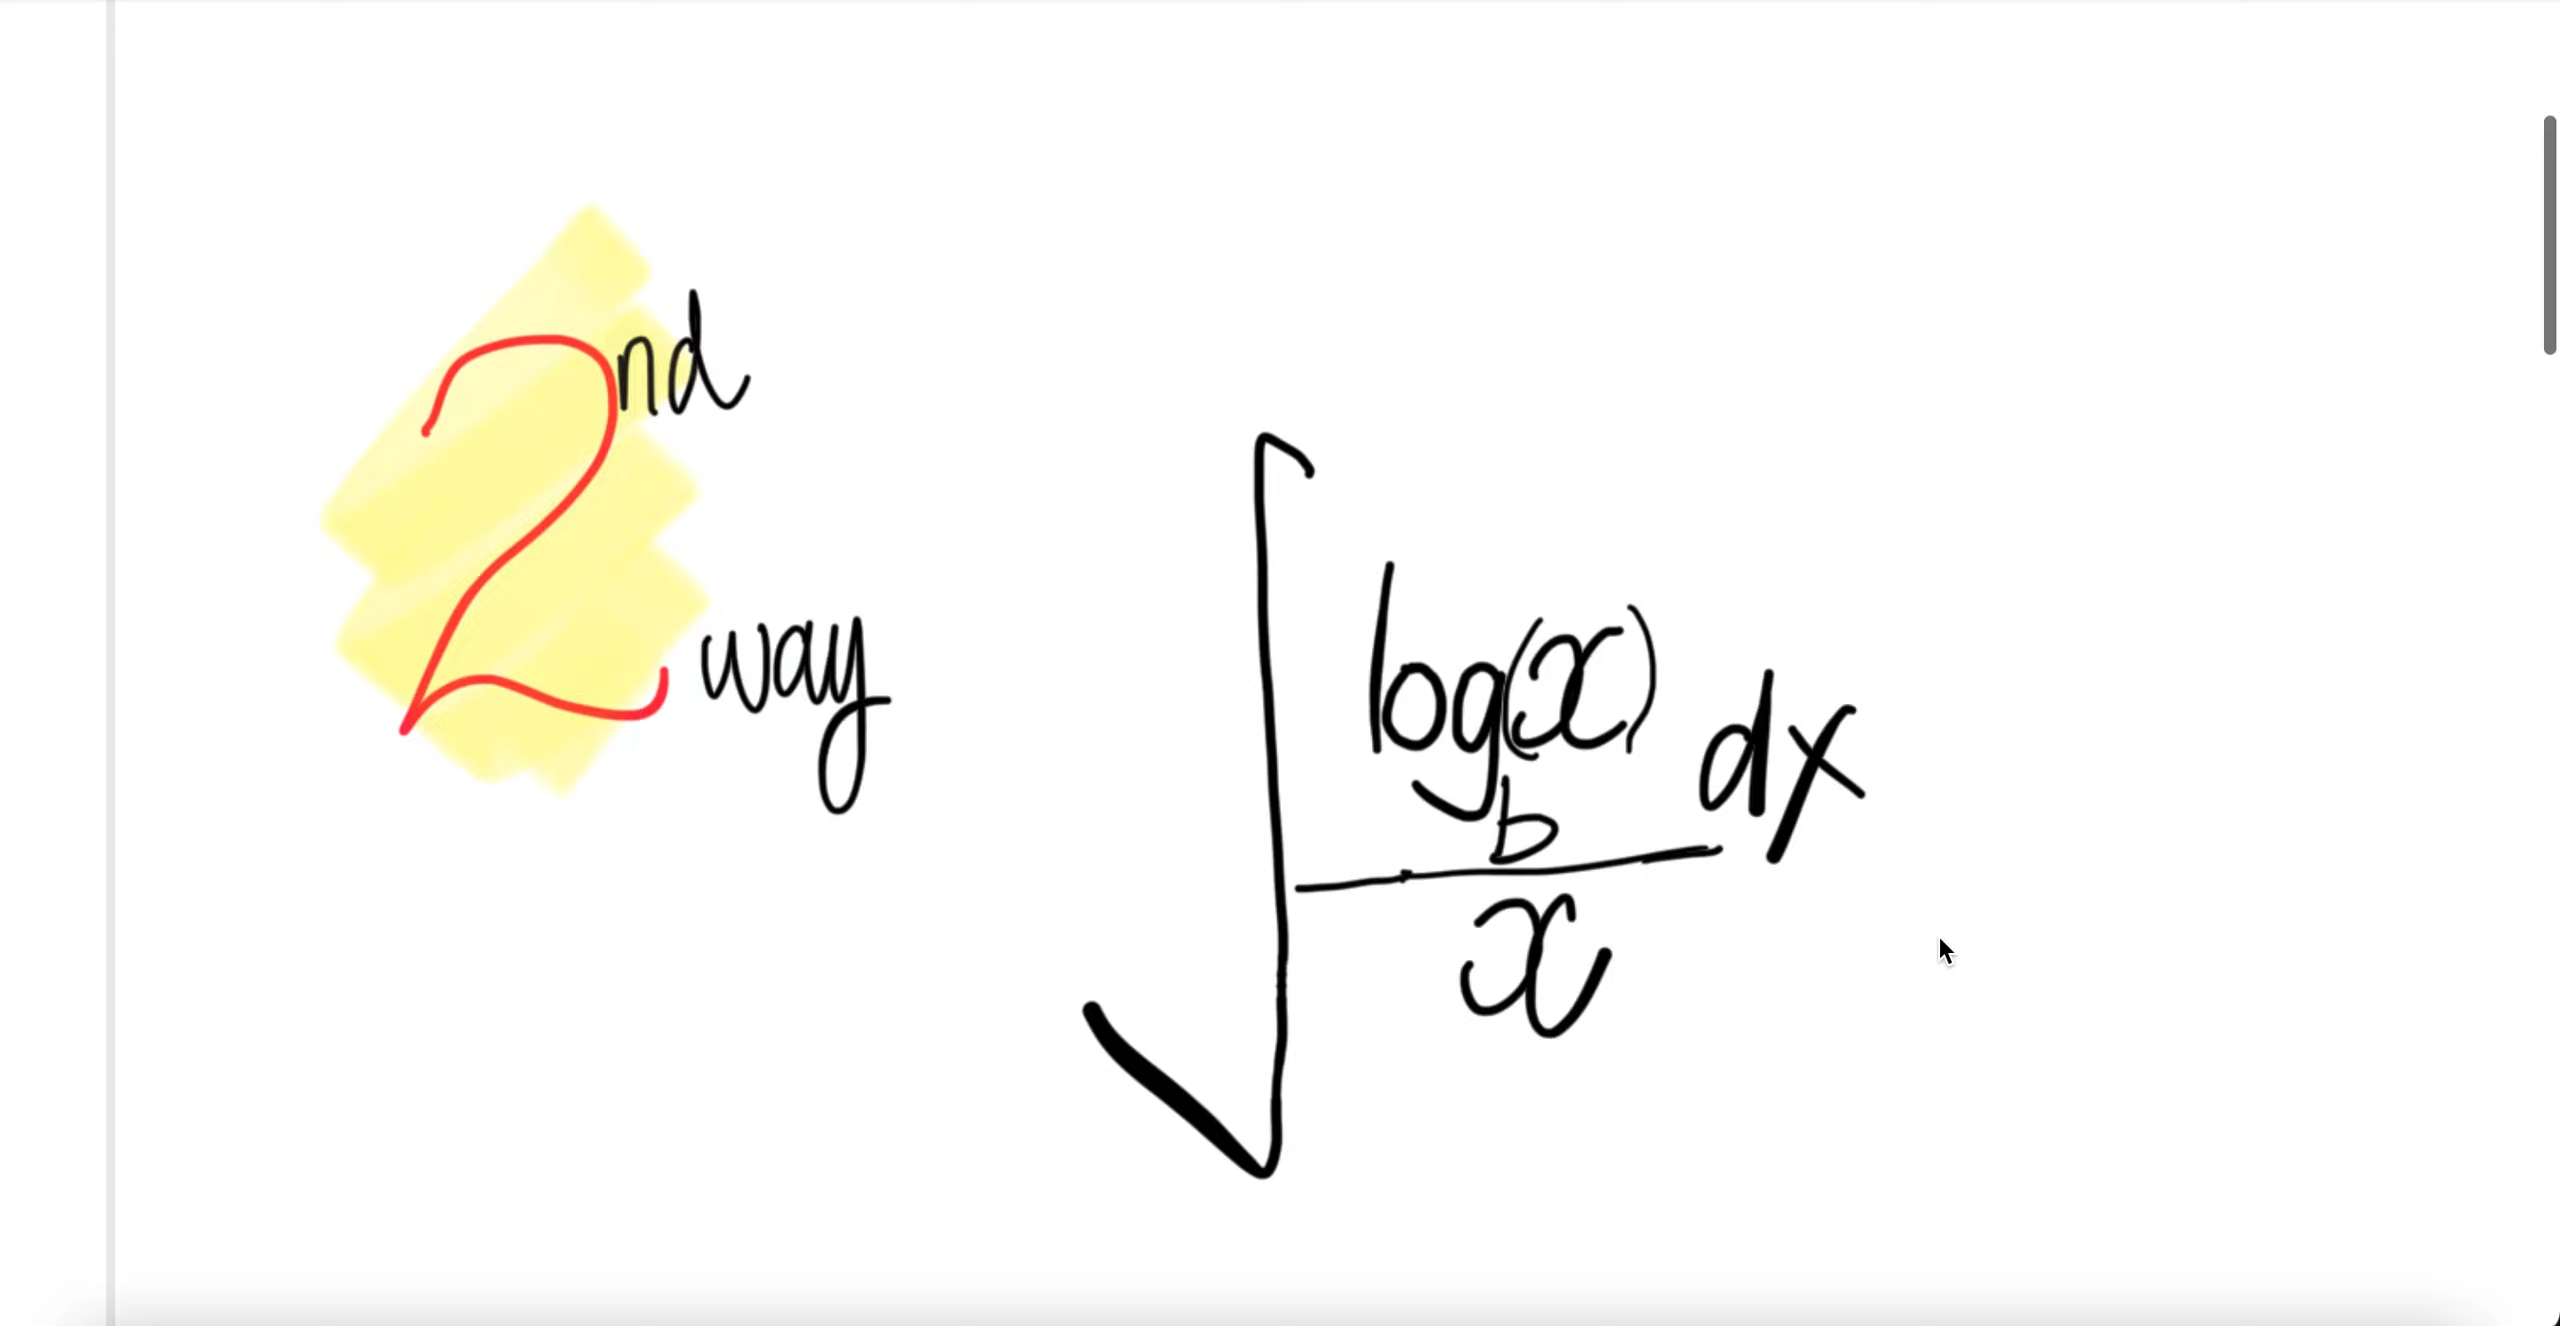 2nd
way
∫ log_b(x)/x dx